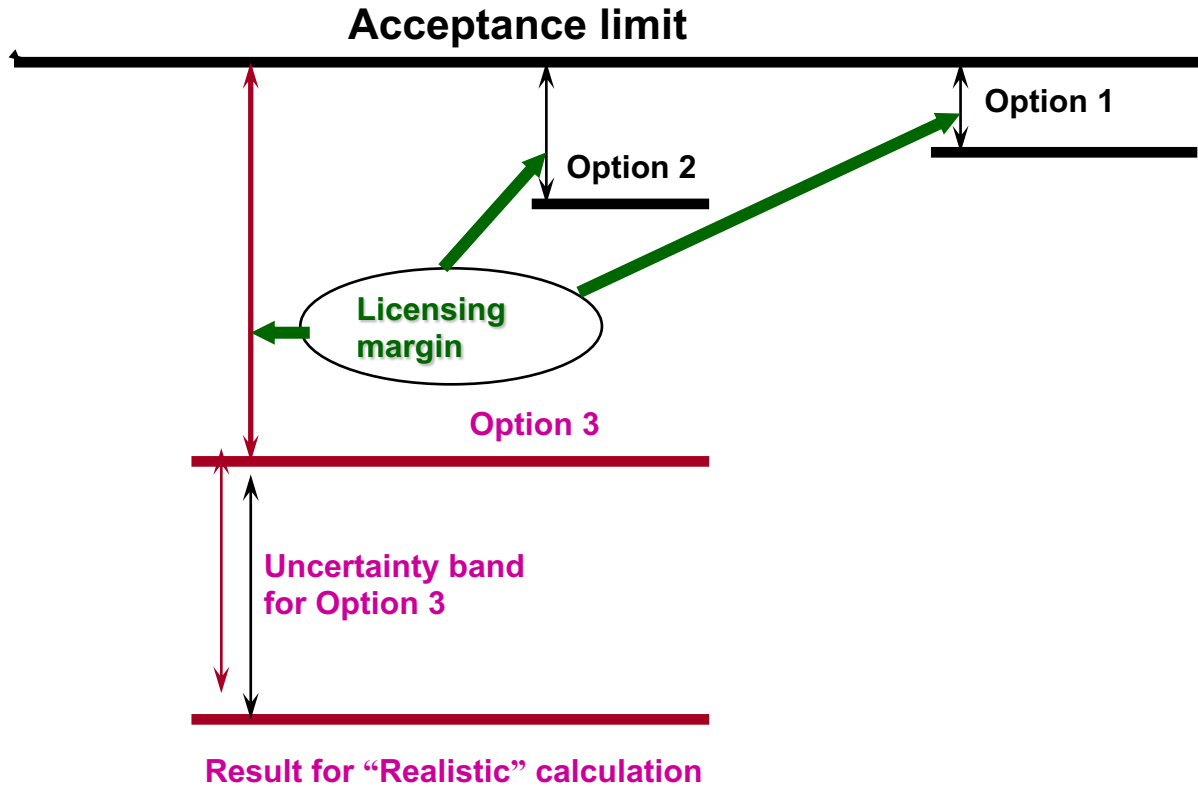 Acceptance limit
Option 1
Option 2
Licensing
margin
Option 3
Uncertainty band
for Option 3
Result for “Realistic” calculation